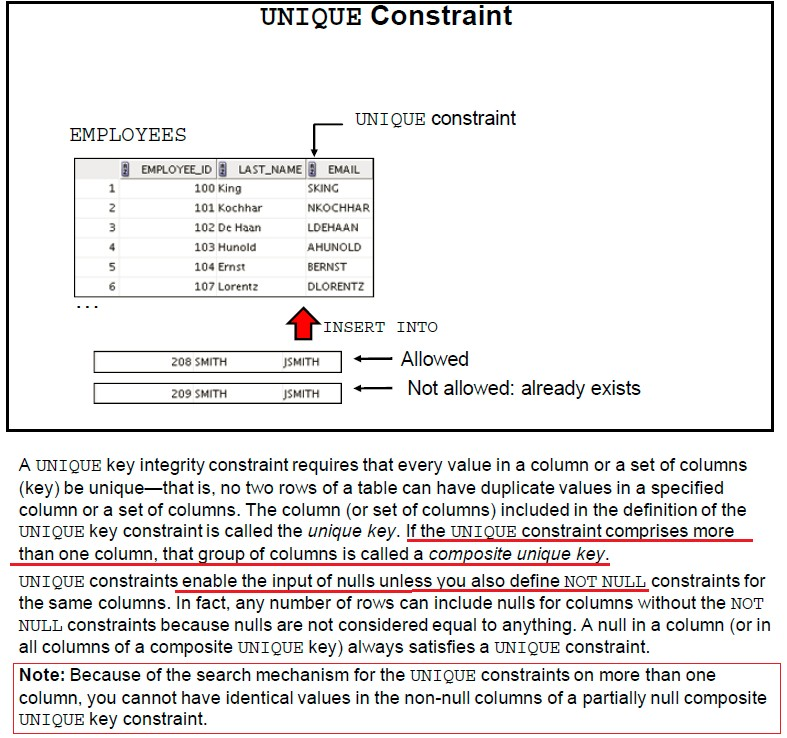 UNIQUE Constraint
UNIQUE constraint
EMPLOYEES
EMPLOYEE_ID LAST_NAME EMAIL
1 100 King SKING
2 101 Kochhar NKOCHHAR
3 102 De Haan LDEHAAN
4 103 Hunold AHUNOLD
5 104 Ernst BERNST
6 107 Lorentz DLORENTZ
...
INSERT INTO
208 SMITH JSMITH Allowed
209 SMITH JSMITH Not allowed: already exists
A UNIQUE key integrity constraint requires that every value in a column or a set of columns
(key) be unique—that is, no two rows of a table can have duplicate values in a specified
column or a set of columns. The column (or set of columns) included in the definition of the
UNIQUE key constraint is called the unique key. If the UNIQUE constraint comprises more
than one column, that group of columns is called a composite unique key.
UNIQUE constraints enable the input of nulls unless you also define NOT NULL constraints for
the same columns. In fact, any number of rows can include nulls for columns without the NOT
NULL constraints because nulls are not considered equal to anything. A null in a column (or in
all columns of a composite UNIQUE key) always satisfies a UNIQUE constraint.
Note: Because of the search mechanism for the UNIQUE constraints on more than one
column, you cannot have identical values in the non-null columns of a partially null composite
UNIQUE key constraint.